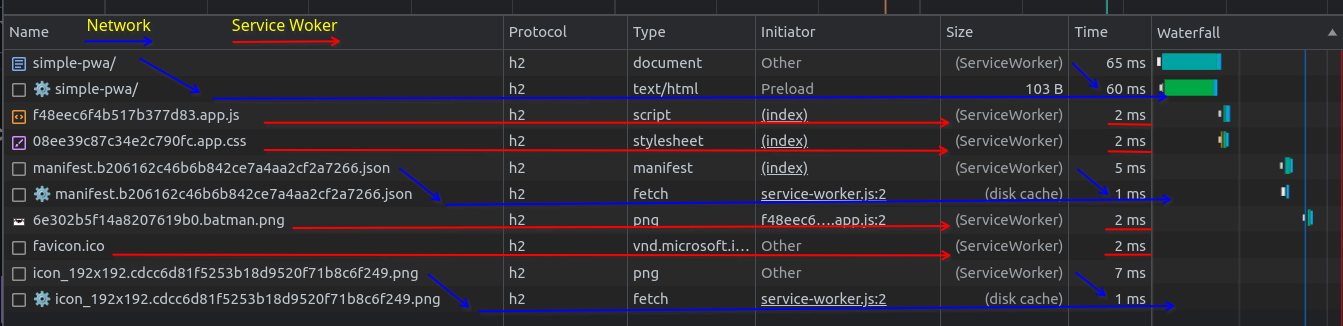 Network Service Woker
Name Protocol Type Initiator Size Time Waterfall
simple-pwa/ h2 document Other (ServiceWorker) 65 ms
simple-pwa/ h2 text/html Preload 103 B 60 ms
f48eec6f4b517b377d83.app.js h2 script (index) (ServiceWorker) 2 ms
08ee39c87c34e2c790fc.app.css h2 stylesheet (index) (ServiceWorker) 2 ms
manifest.b206162c46b6b842ce7a4aa2cf2a7266.json h2 manifest (index) (ServiceWorker) 5 ms
manifest.b206162c46b6b842ce7a4aa2cf2a7266.json h2 fetch service-worker.js:2 (disk cache) 1 ms
6e302b5f14a8207619b0.batman.png h2 png f48eec6….app.js:2 (ServiceWorker) 2 ms
favicon.ico h2 vnd.microsoft.i… Other (ServiceWorker) 2 ms
icon_192x192.cdcc6d81f5253b18d9520f71b8c6f249.png h2 png Other (ServiceWorker) 7 ms
icon_192x192.cdcc6d81f5253b18d9520f71b8c6f249.png h2 fetch service-worker.js:2 (disk cache) 1 ms